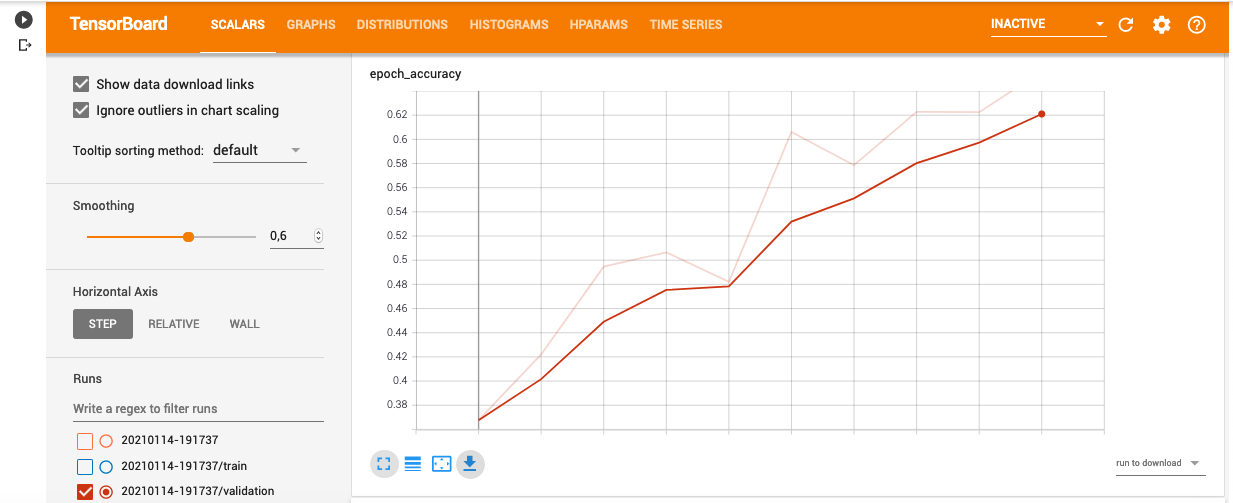 TensorBoard SCALARS GRAPHS DISTRIBUTIONS HISTOGRAMS HPARAMS TIME SERIES INACTIVE
Show data download links
Ignore outliers in chart scaling
Tooltip sorting method: default
Smoothing
0,6
Horizontal Axis
STEP RELATIVE WALL
Runs
Write a regex to filter runs
20210114-191737
20210114-191737/train
20210114-191737/validation
epoch_accuracy
0.62
0.6
0.58
0.56
0.54
0.52
0.5
0.48
0.46
0.44
0.42
0.4
0.38
run to download